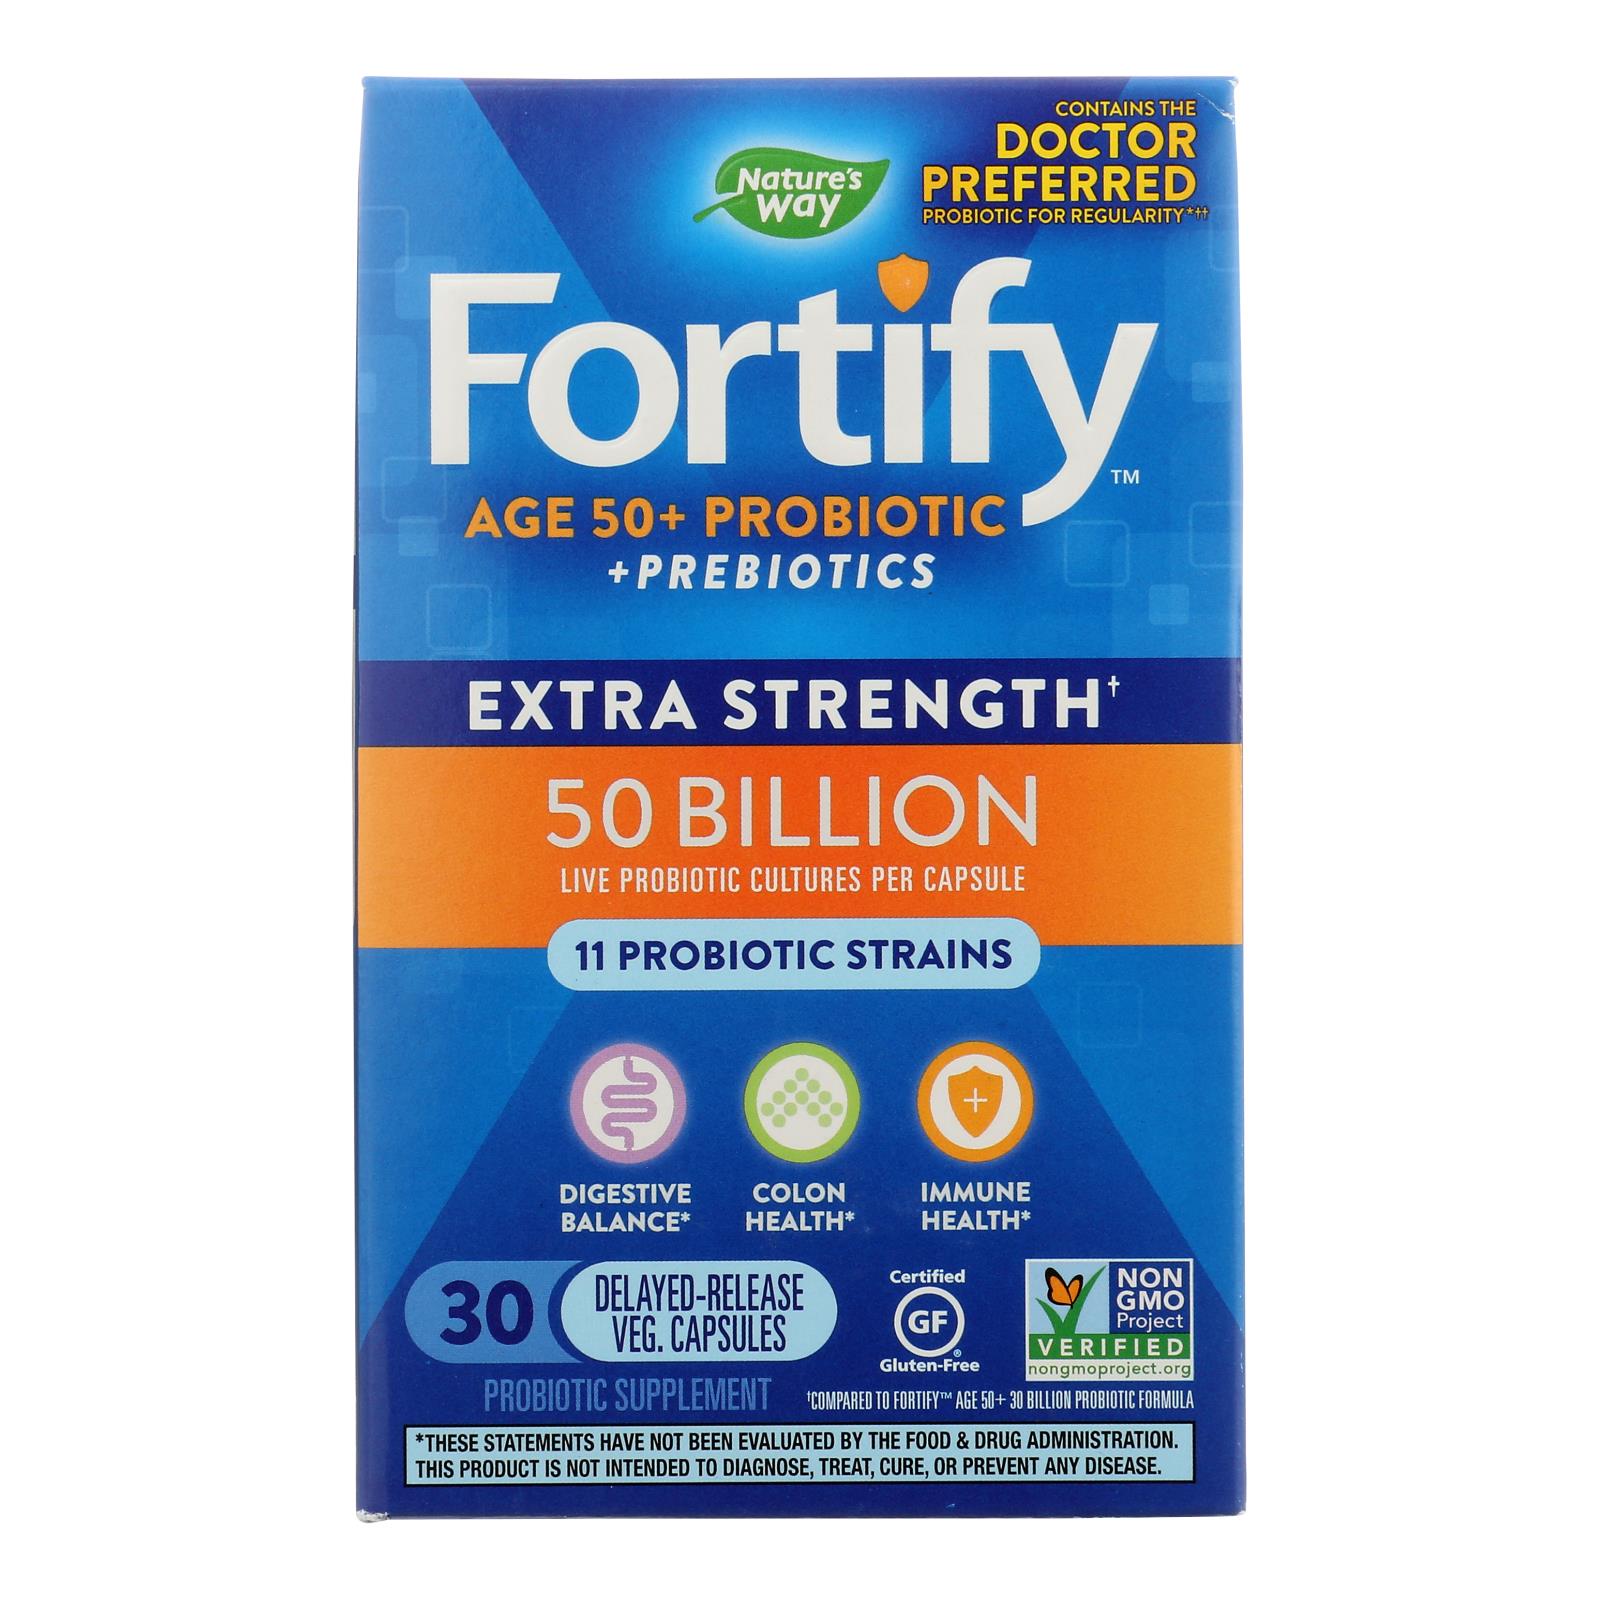 CONTAINS THE
DOCTOR
PREFERRED
PROBIOTIC FOR REGULARITY*††
Nature's
Way
Fortify™
AGE 50+ PROBIOTIC
+PREBIOTICS
EXTRA STRENGTH†
50 BILLION
LIVE PROBIOTIC CULTURES PER CAPSULE
11 PROBIOTIC STRAINS
DIGESTIVE
BALANCE*
COLON
HEALTH*
IMMUNE
HEALTH*
30
DELAYED-RELEASE
VEG. CAPSULES
PROBIOTIC SUPPLEMENT
Certified
GF®
Gluten-Free
NON
GMO
Project
VERIFIED
nongmoproject.org
†COMPARED TO FORTIFY™ AGE 50+ 30 BILLION PROBIOTIC FORMULA
*THESE STATEMENTS HAVE NOT BEEN EVALUATED BY THE FOOD & DRUG ADMINISTRATION.
THIS PRODUCT IS NOT INTENDED TO DIAGNOSE, TREAT, CURE, OR PREVENT ANY DISEASE.